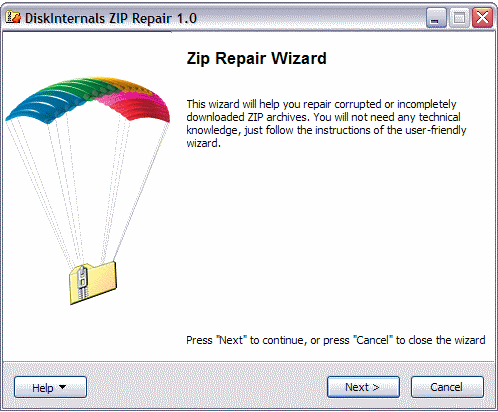 DiskInternals ZIP Repair 1.0
Zip Repair Wizard
This wizard will help you repair corrupted or incompletely
downloaded ZIP archives. You will not need any technical
knowledge, just follow the instructions of the user-friendly
wizard.
Press "Next" to continue, or press "Cancel" to close the wizard
Help
Next >
Cancel